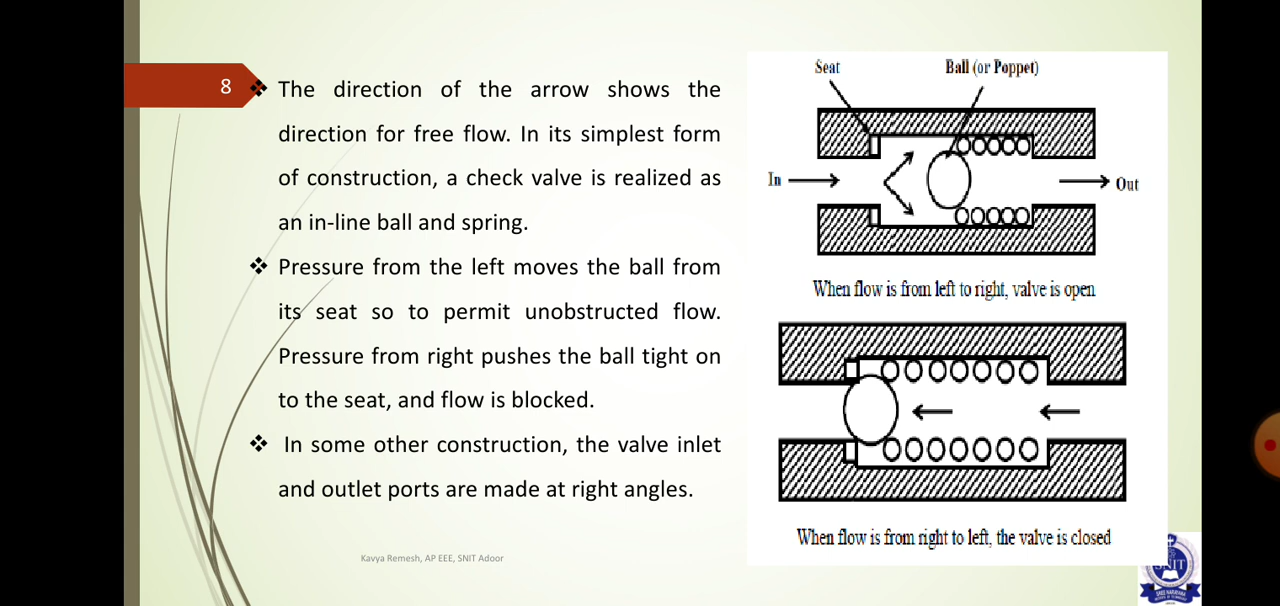 8
❖ The direction of the arrow shows the
direction for free flow. In its simplest form
of construction, a check valve is realized as
an in-line ball and spring.
❖ Pressure from the left moves the ball from
its seat so to permit unobstructed flow.
Pressure from right pushes the ball tight on
to the seat, and flow is blocked.
❖ In some other construction, the valve inlet
and outlet ports are made at right angles.
Kavya Remesh, AP EEE, SNIT Adoor
Seat
Ball (or Poppet)
In
Out
When flow is from left to right, valve is open
When flow is from right to left, the valve is closed
SNIT